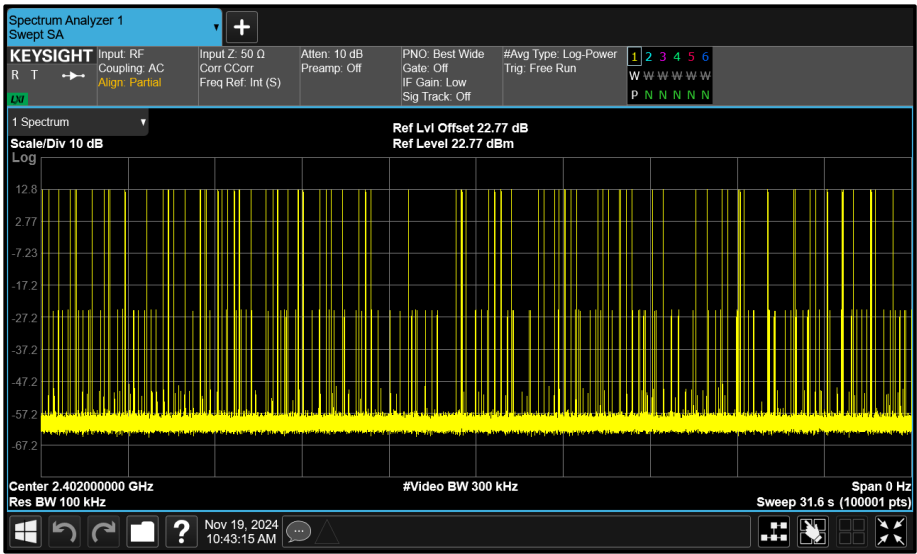 Spectrum Analyzer 1
Swept SA
+
KEYSIGHT Input: RF Input Z: 50 Ω Atten: 10 dB PNO: Best Wide #Avg Type: Log-Power 1 2 3 4 5 6
R T Coupling: AC Corr CCorr Preamp: Off Gate: Off Trig: Free Run W W W W W W
Align: Partial Freq Ref: Int (S) IF Gain: Low
LXI Sig Track: Off P N N N N N
1 Spectrum
Ref Lvl Offset 22.77 dB
Scale/Div 10 dB Ref Level 22.77 dBm
Log
12.8
2.77
-7.23
-17.2
-27.2
-37.2
-47.2
-57.2
-67.2
Center 2.402000000 GHz #Video BW 300 kHz Span 0 Hz
Res BW 100 kHz Sweep 31.6 s (100001 pts)
? Nov 19, 2024
10:43:15 AM